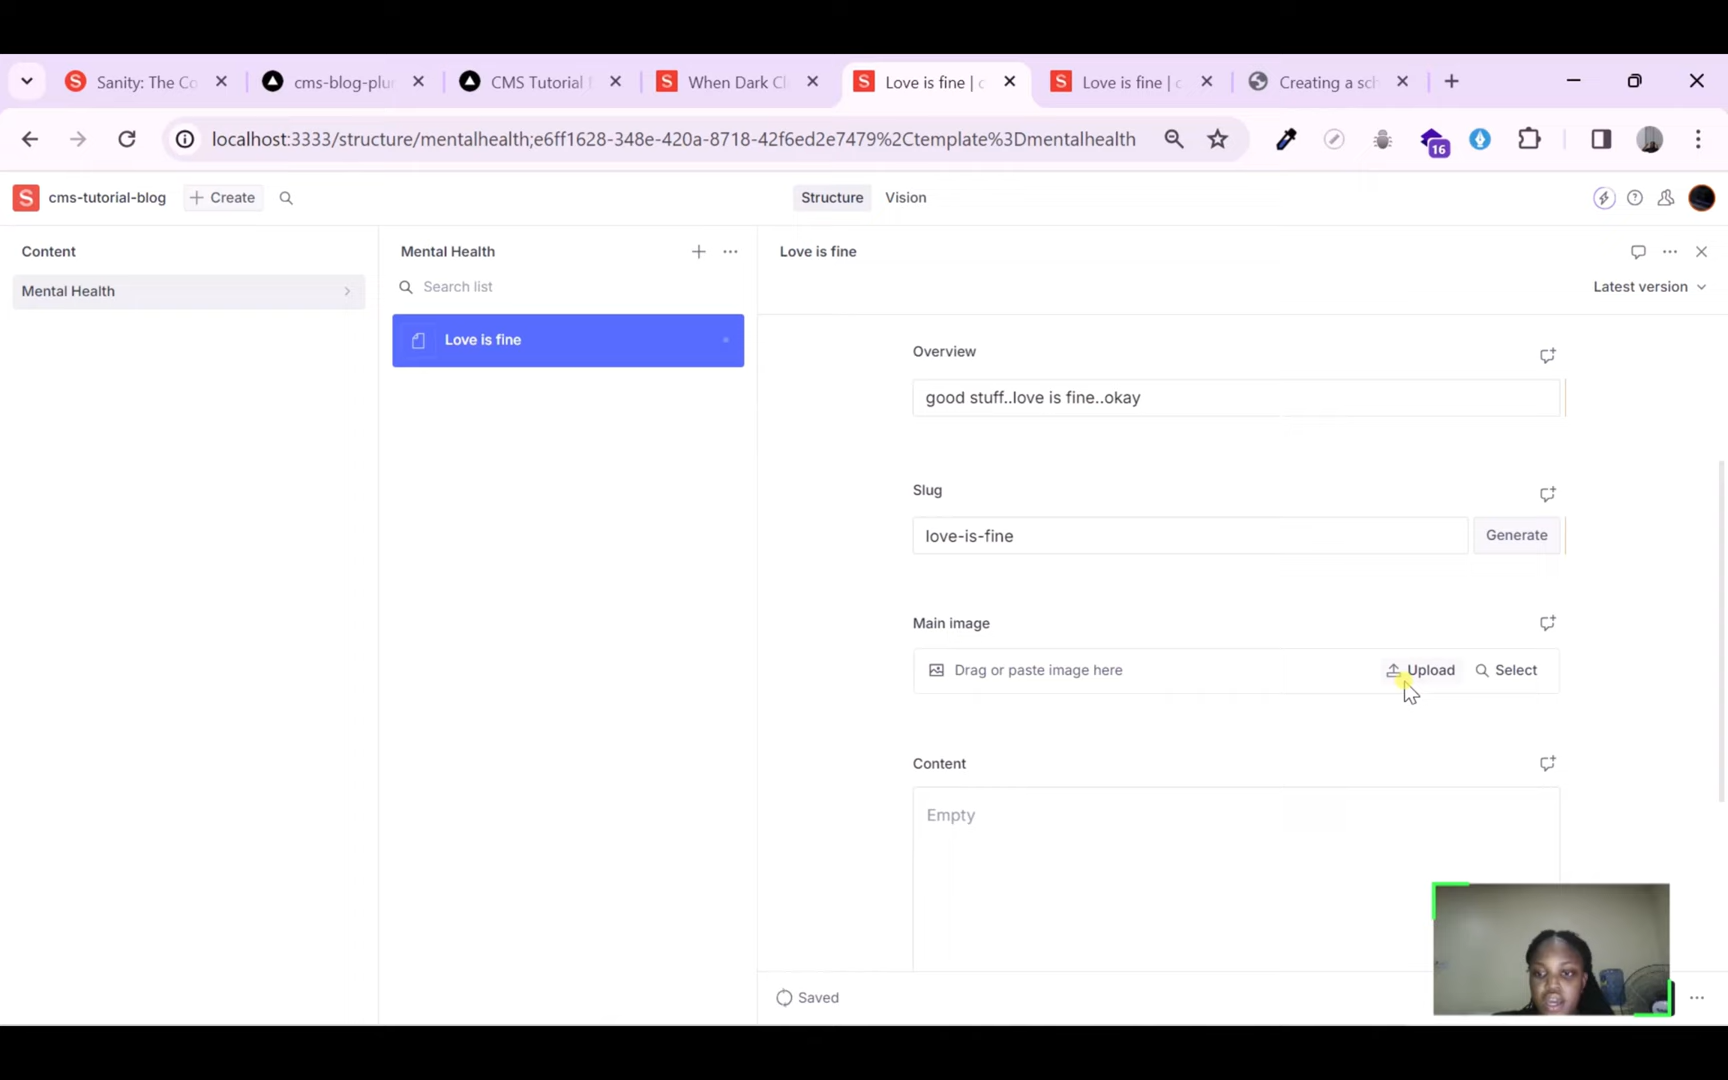 Sanity: The Co
cms-blog-plur
CMS Tutorial
When Dark Cl
Love is fine | c
Love is fine | c
Creating a sch
localhost:3333/structure/mentalhealth;e6ff1628-348e-420a-8718-42f6ed2e7479%2Ctemplate%3Dmentalhealth
16
S
cms-tutorial-blog
Create
Structure
Vision
Content
Mental Health
Love is fine
Mental Health
Search list
Latest version
Love is fine
Overview
good stuff..love is fine..okay
Slug
love-is-fine
Generate
Main image
Drag or paste image here
Upload
Select
Content
Empty
Saved